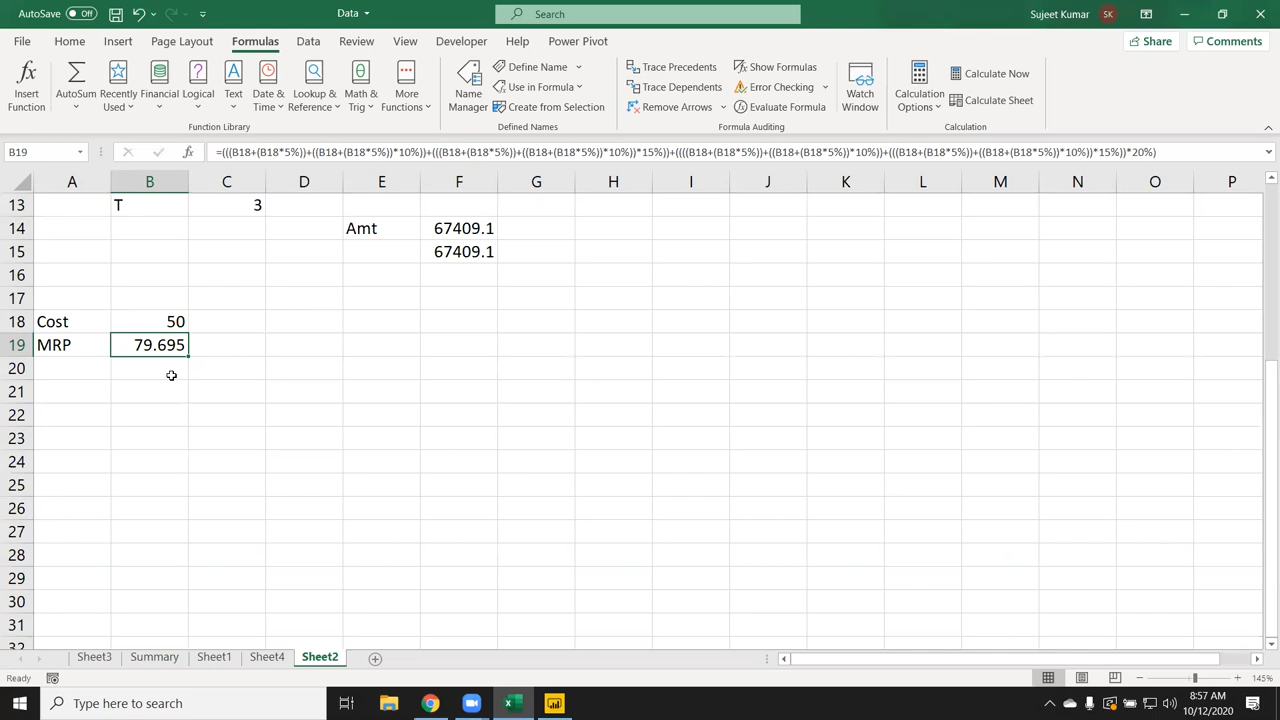 AutoSave Off Data Search Sujeet Kumar SK
File Home Insert Page Layout Formulas Data Review View Developer Help Power Pivot Share Comments
Insert Function
AutoSum
Recently Used
Financial
Logical
Text
Date & Time
Lookup & Reference
Math & Trig
More Functions
Function Library
Name Manager
Define Name
Use in Formula
Create from Selection
Defined Names
Trace Precedents
Trace Dependents
Remove Arrows
Show Formulas
Error Checking
Evaluate Formula
Formula Auditing
Watch Window
Calculation Options
Calculate Now
Calculate Sheet
Calculation
B19 fx =(((B18+(B18*5%))+((B18+(B18*5%))*10%))+(((B18+(B18*5%))+((B18+(B18*5%))*10%))*15%))+((((B18+(B18*5%))+((B18+(B18*5%))*10%))+(((B18+(B18*5%))+((B18+(B18*5%))*10%))*15%))*20%)
A B C D E F G H I J K L M N O P
13 T 3
14 Amt 67409.1
15 67409.1
16
17
18 Cost 50
19 MRP 79.695
20
21
22
23
24
25
26
27
28
29
30
31
32
Sheet3 Summary Sheet1 Sheet4 Sheet2
Ready 145%
Type here to search 8:57 AM
10/12/2020